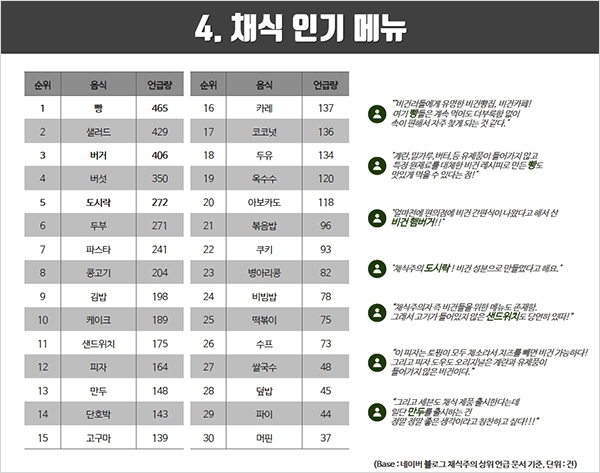 4. 채식 인기 메뉴
순위 음식 언급량
1 빵 465
2 샐러드 429
3 버거 406
4 버섯 350
5 도시락 272
6 두부 271
7 파스타 241
8 콩고기 204
9 김밥 198
10 케이크 189
11 샌드위치 175
12 피자 164
13 만두 148
14 단호박 143
15 고구마 139
순위 음식 언급량
16 카레 137
17 코코넛 136
18 두유 134
19 옥수수 120
20 아보카도 118
21 볶음밥 96
22 쿠키 93
23 병아리콩 82
24 비빔밥 78
25 떡볶이 75
26 수프 73
27 쌀국수 48
28 덮밥 45
29 파이 44
30 머핀 37
"비건러들에게 유명한 비건빵집, 비건카페!
여기 빵들은 계속 먹어도 더부룩함 없이
속이 편해서 자주 찾게 되는 것 같다."
"계란,밀가루,버터,등 유제품이 들어가지 않고
특정 원재료를 대체한 비건 레시피로 만든 빵도
맛있게 먹을 수 있다는 점!"
"얼마전에 편의점에 비건 간편식이 나왔다고 해서 산
비건 햄버거!!"
"채식주의 도시락! 비건 성분으로 만들었다고 해요."
"채식주의자 즉 비건들을 위한 메뉴도 존재함.
그래서 고기가 들어있지 않은 샌드위치도 당연히 있따!"
"이 피자는 토핑이 모두 채소라서 치즈를 빼면 비건 가능하다!
그리고 피자 도우도 오리지널은 계란과 유제품이
들어가지 않은 비건이다."
"그리고 세븐도 채식 제품 출시한다는데
일단 만두를 출시하는 건
정말 정말 좋은 생각이라고 칭찬하고 싶다!!!"
(Base : 네이버 블로그 채식주의 상위 언급 문서 기준, 단위 : 건)